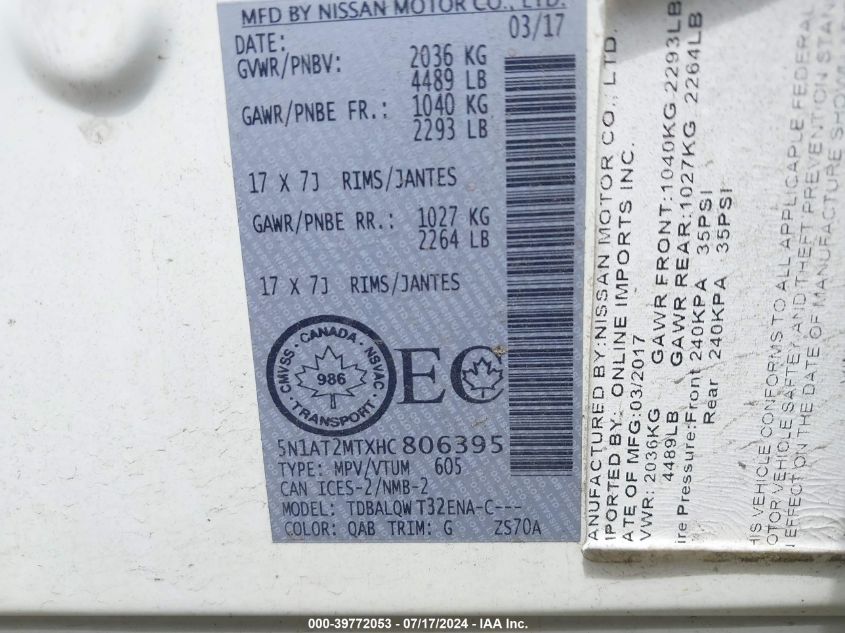 MFD BY NISSAN MOTOR CO., LTD.
DATE: 03/17
GVWR/PNBV: 2036 KG
4489 LB
GAWR/PNBE FR.: 1040 KG
2293 LB
17 X 7J RIMS/JANTES
GAWR/PNBE RR.: 1027 KG
2264 LB
17 X 7J RIMS/JANTES
CMVSS · CANADA · NSVAC · TRANSPORT ·
986
EC
5N1AT2MTXHC806395
TYPE: MPV/VTUM 605
CAN ICES-2/NMB-2
MODEL: TDBALQWT32ENA-C---
COLOR: QAB TRIM: G ZS70A
ANUFACTURED BY:NISSAN MOTOR CO., LTD.
PORTED BY: ONLINE IMPORTS INC.
ATE OF MFG:03/2017
VWR: 2036KG GAWR FRONT:1040KG 2293LB
4489LB GAWR REAR:1027KG 2264LB
ire Pressure:Front 240KPA 35PSI
Rear 240KPA 35PSI
HIS VEHICLE CONFORMS TO ALL APPLICAPLE FEDERAL
OTOR VEHICLE SAFTEY AND THEFT PREVENTION STAN
N EFFECT ON THE DATE OF MANUFACTURE SHOW
000-39772053 - 07/17/2024 - IAA Inc.